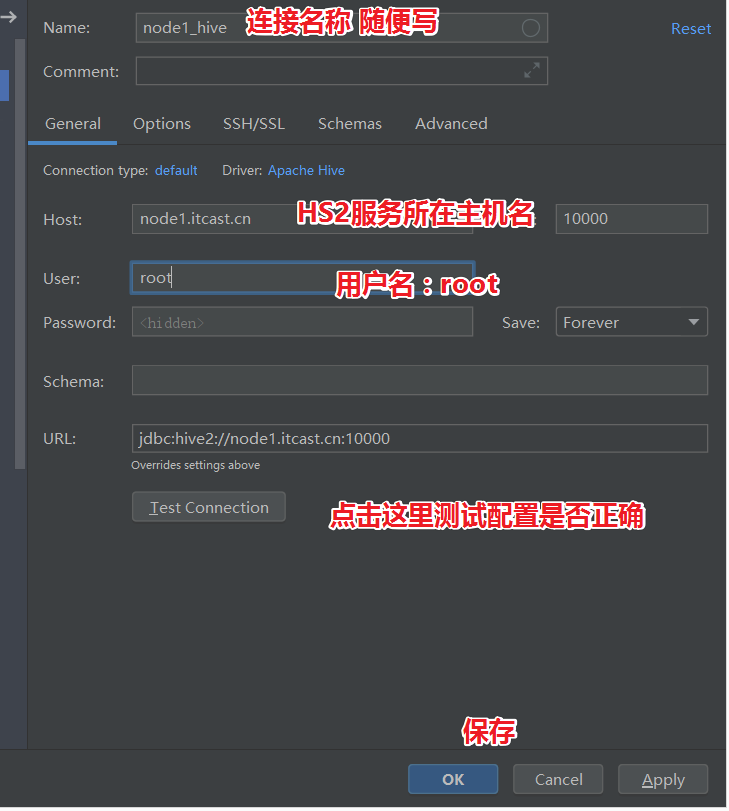 Name: node1_hive 连接名称 随便写 Reset
Comment:
General Options SSH/SSL Schemas Advanced
Connection type: default Driver: Apache Hive
Host: node1.itcast.cn HS2服务所在主机名 10000
User: root 用户名：root
Password: <hidden> Save: Forever
Schema:
URL: jdbc:hive2://node1.itcast.cn:10000
Overrides settings above
Test Connection 点击这里测试配置是否正确
保存
OK Cancel Apply